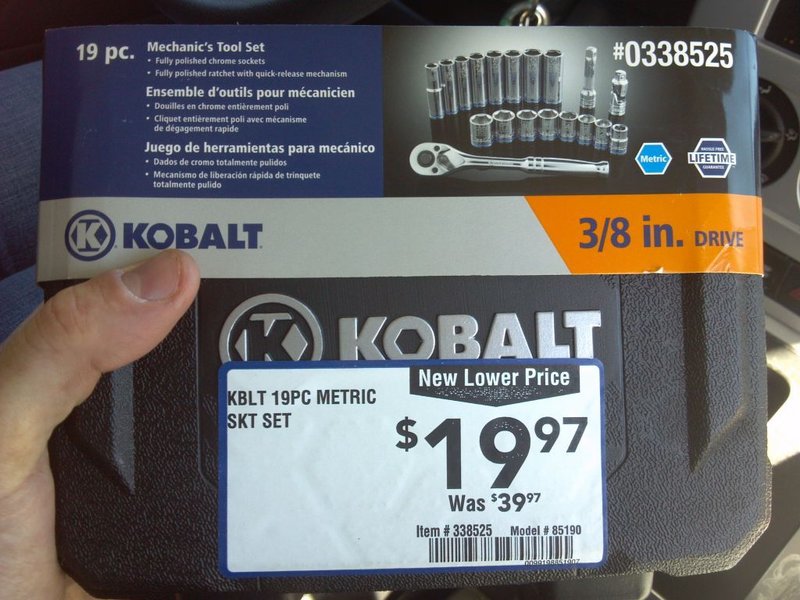 19 pc. Mechanic's Tool Set
• Fully polished chrome sockets
• Fully polished ratchet with quick-release mechanism
Ensemble d'outils pour mécanicien
• Douilles en chrome entièrement poli
• Cliquet entièrement poli avec mécanisme
de dégagement rapide
Juego de herramientas para mecánico
• Dados de cromo totalmente pulidos
• Mecanismo de liberación rápida de trinquete
totalmente pulido
#0338525
Metric
HASSLE-FREE
LIFETIME
GUARANTEE
K KOBALT
3/8 in. DRIVE
K KOBALT
New Lower Price
KBLT 19PC METRIC
SKT SET
$19.97
Was $39.97
Item # 338525 Model # 85190